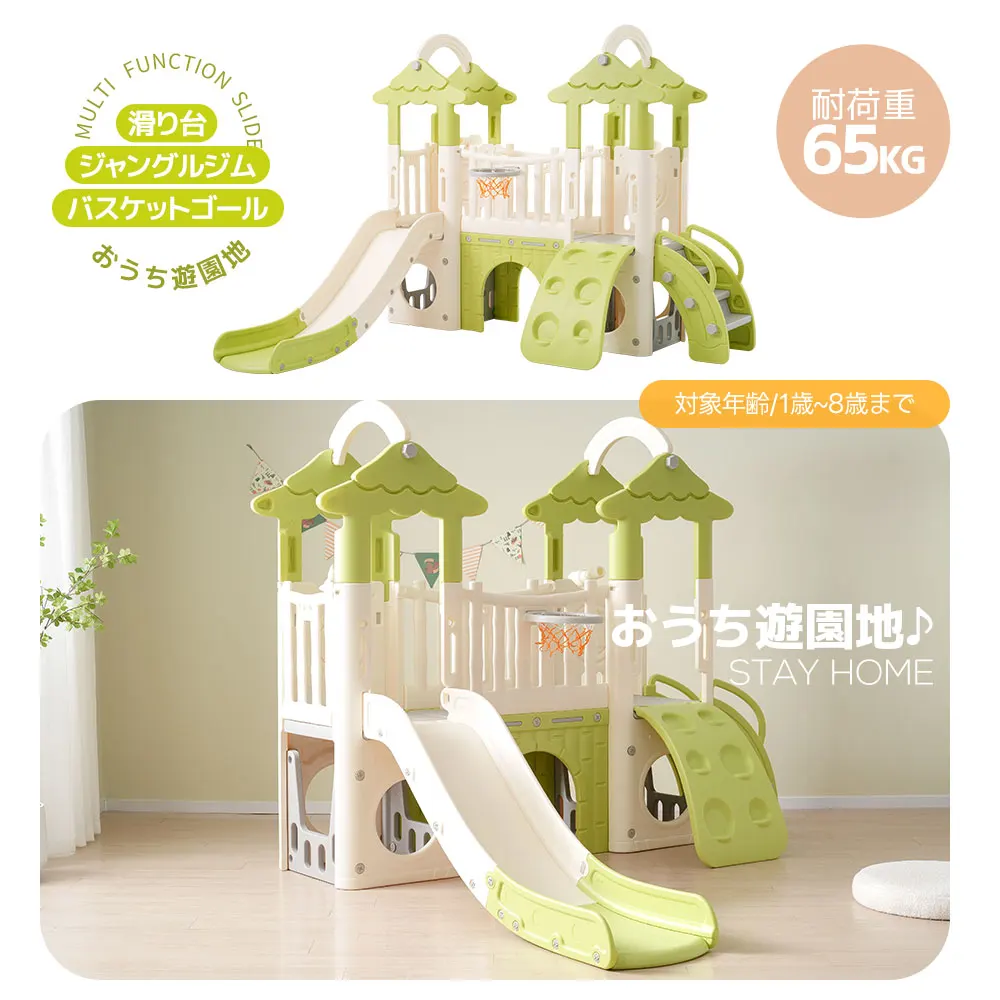 MULTI FUNCTION SLIDE
滑り台
ジャングルジム
バスケットゴール
おうち遊園地
耐荷重
65KG
対象年齢/1歳~8歳まで
おうち遊園地♪
STAY HOME